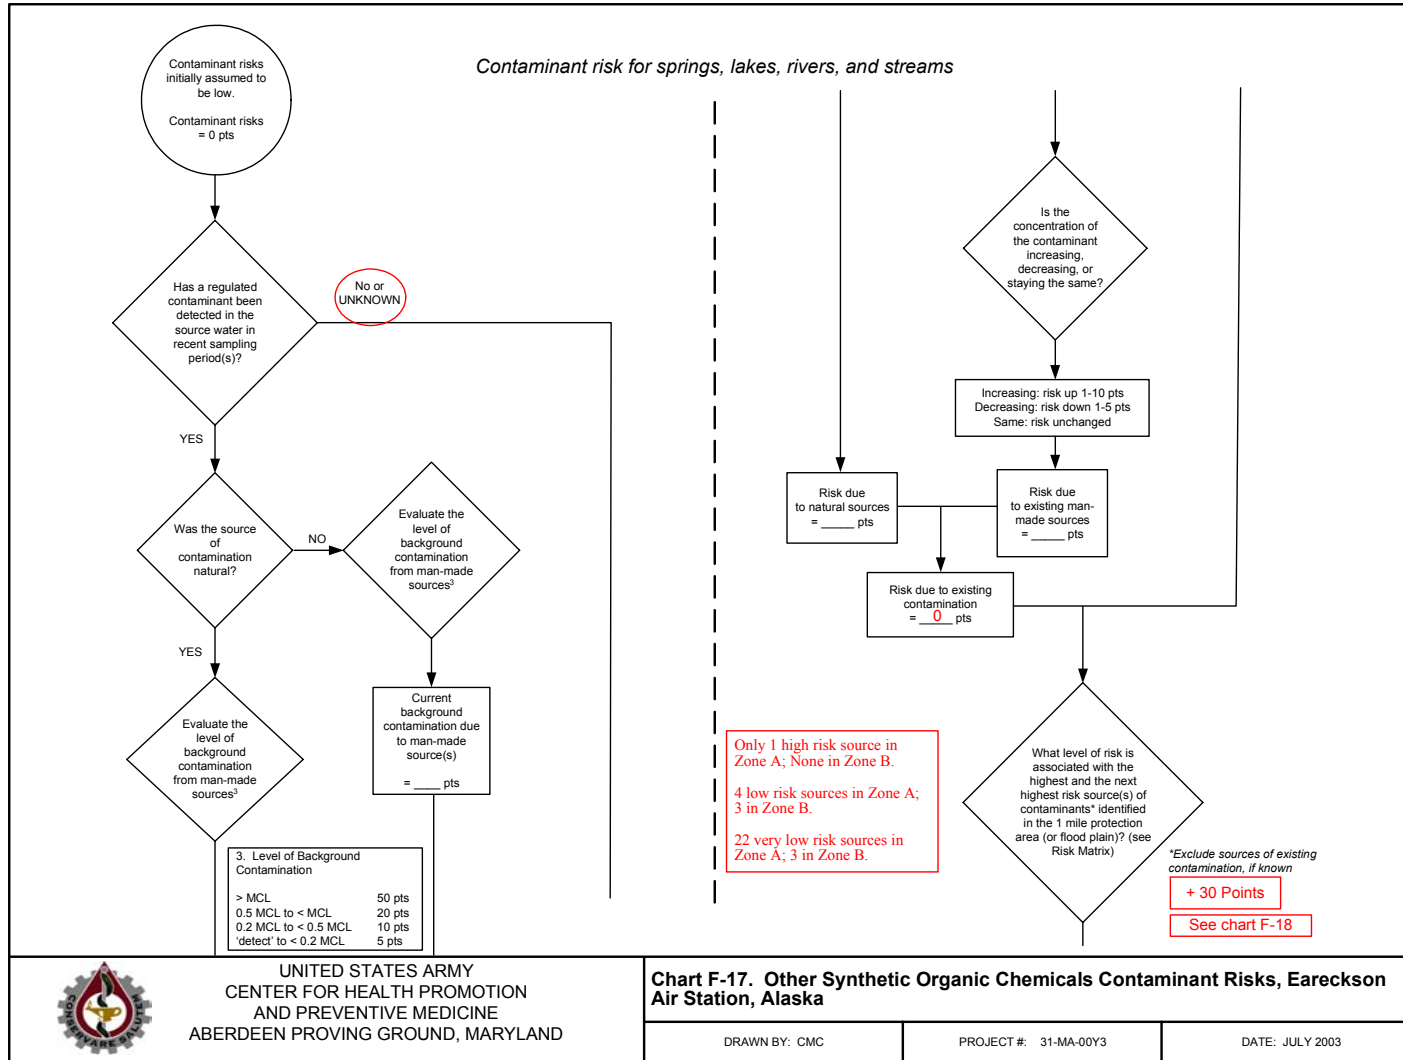 Contaminant risk for springs, lakes, rivers, and streams
Contaminant risks
initially assumed to
be low.
Contaminant risks
= 0 pts
Has a regulated
contaminant been
detected in the
source water in
recent sampling
period(s)?
No or
UNKNOWN
YES
Was the source
of
contamination
natural?
NO
Evaluate the
level of
background
contamination
from man-made
sources3
YES
Evaluate the
level of
background
contamination
from man-made
sources3
Current
background
contamination due
to man-made
source(s)
= ____ pts
3. Level of Background
Contamination
> MCL 50 pts
0.5 MCL to < MCL 20 pts
0.2 MCL to < 0.5 MCL 10 pts
'detect' to < 0.2 MCL 5 pts
Is the
concentration of
the contaminant
increasing,
decreasing, or
staying the same?
Increasing: risk up 1-10 pts
Decreasing: risk down 1-5 pts
Same: risk unchanged
Risk due
to natural sources
= _____ pts
Risk due
to existing man-
made sources
= _____ pts
Risk due to existing
contamination
= __0__ pts
Only 1 high risk source in
Zone A; None in Zone B.
4 low risk sources in Zone A;
3 in Zone B.
22 very low risk sources in
Zone A; 3 in Zone B.
What level of risk is
associated with the
highest and the next
highest risk source(s) of
contaminants* identified
in the 1 mile protection
area (or flood plain)? (see
Risk Matrix)
*Exclude sources of existing
contamination, if known
+ 30 Points
See chart F-18
CONSERVARE SALUTEM
UNITED STATES ARMY
CENTER FOR HEALTH PROMOTION
AND PREVENTIVE MEDICINE
ABERDEEN PROVING GROUND, MARYLAND
Chart F-17. Other Synthetic Organic Chemicals Contaminant Risks, Eareckson
Air Station, Alaska
DRAWN BY: CMC
PROJECT #: 31-MA-00Y3
DATE: JULY 2003